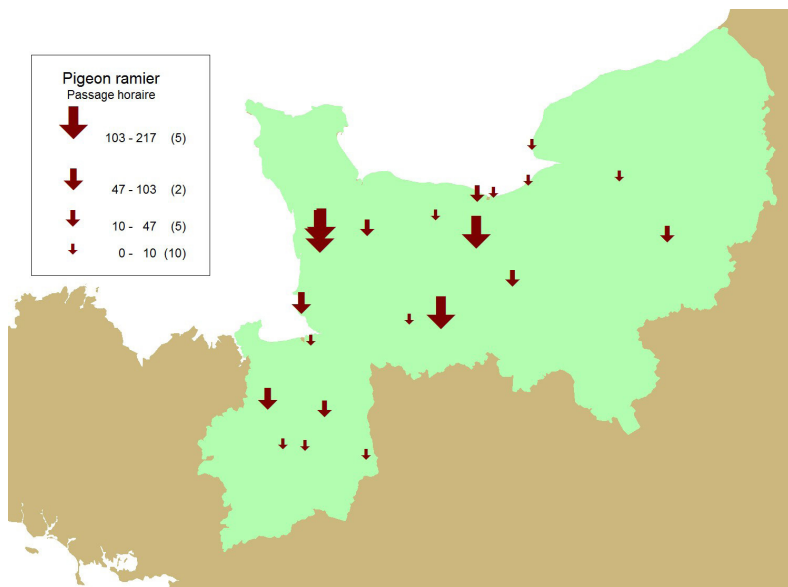 Pigeon ramier
Passage horaire
103 - 217 (5)
47 - 103 (2)
10 - 47 (5)
0 - 10 (10)